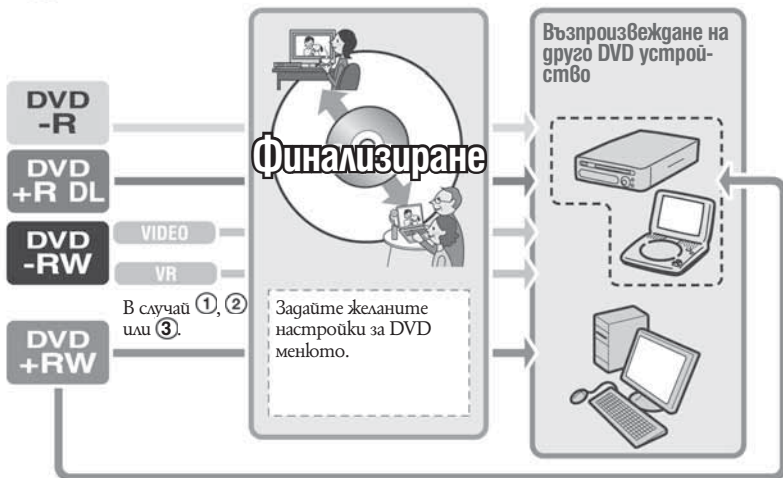 Възпроизвеждане на
друго DVD устрой-
ство
DVD
-R
Финализиране
DVD
+R DL
DVD
-RW
VIDEO
VR
В случай ①, ②
или ③.
Задайте желаните
настройки за DVD
менюто.
DVD
+RW